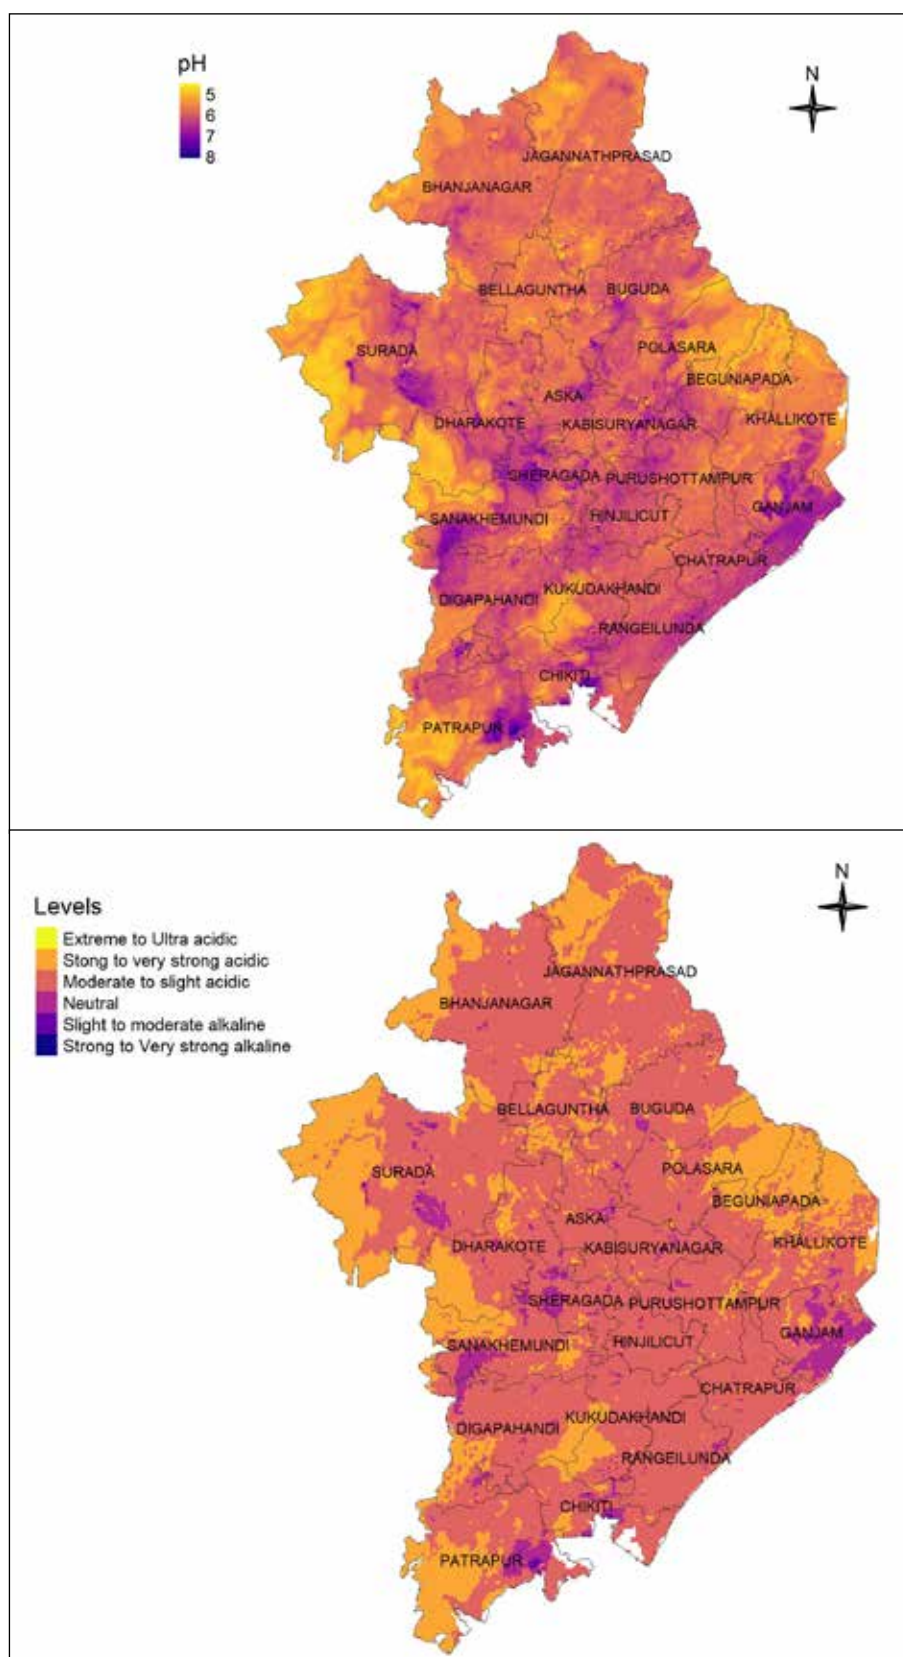 pH
5
6
7
8
N
JAGANNATHPRASAD
BHANJANAGAR
BELLAGUNTHA
BUGUDA
SURADA
POLASARA
BEGUNIAPADA
ASKA
DHARAKOTE
KABISURYANAGAR
KHALLIKOTE
SHERAGADA
PURUSHOTTAMPUR
GANJAM
SANAKHEMUNDI
HINJILICUT
CHATRAPUR
DIGAPAHANDI
KUKUDAKHANDI
RANGEILUNDA
CHIKITI
PATRAPUR
N
Levels
Extreme to Ultra acidic
Stong to very strong acidic
Moderate to slight acidic
Neutral
Slight to moderate alkaline
Strong to Very strong alkaline
JAGANNATHPRASAD
BHANJANAGAR
BELLAGUNTHA
BUGUDA
SURADA
POLASARA
BEGUNIAPADA
ASKA
DHARAKOTE
KABISURYANAGAR
KHALLIKOTE
SHERAGADA
PURUSHOTTAMPUR
GANJAM
SANAKHEMUNDI
HINJILICUT
CHATRAPUR
DIGAPAHANDI
KUKUDAKHANDI
RANGEILUNDA
CHIKITI
PATRAPUR